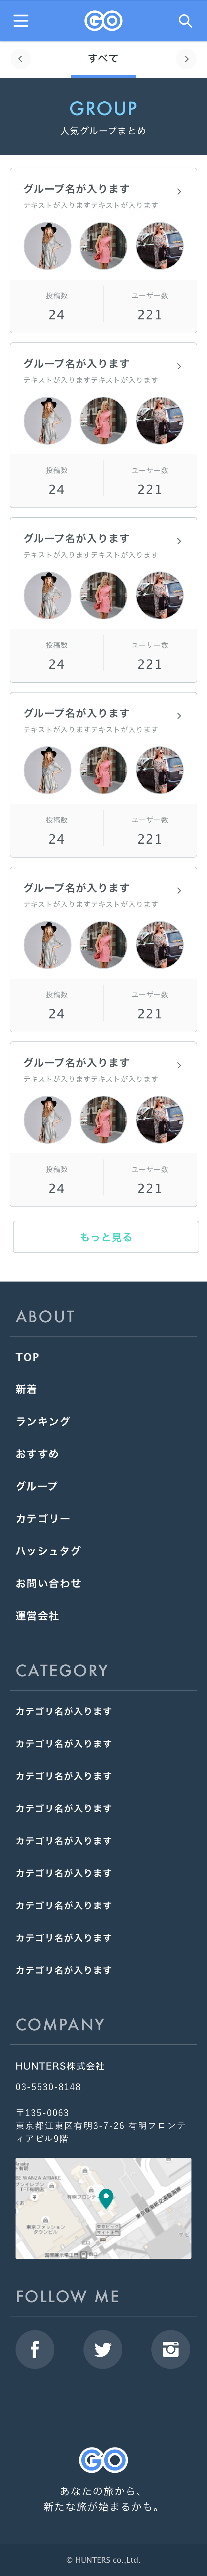 GO
すべて
GROUP
人気グループまとめ
グループ名が入ります
テキストが入りますテキストが入ります
投稿数
ユーザー数
24
221
グループ名が入ります
テキストが入りますテキストが入ります
投稿数
ユーザー数
24
221
グループ名が入ります
テキストが入りますテキストが入ります
投稿数
ユーザー数
24
221
グループ名が入ります
テキストが入りますテキストが入ります
投稿数
ユーザー数
24
221
グループ名が入ります
テキストが入りますテキストが入ります
投稿数
ユーザー数
24
221
グループ名が入ります
テキストが入りますテキストが入ります
投稿数
ユーザー数
24
221
もっと見る
ABOUT
TOP
新着
ランキング
おすすめ
グループ
カテゴリー
ハッシュタグ
お問い合わせ
運営会社
CATEGORY
カテゴリ名が入ります
カテゴリ名が入ります
カテゴリ名が入ります
カテゴリ名が入ります
カテゴリ名が入ります
カテゴリ名が入ります
カテゴリ名が入ります
カテゴリ名が入ります
カテゴリ名が入ります
COMPANY
HUNTERS株式会社
03-5530-8148
〒135-0063
東京都江東区有明3-7-26 有明フロンテ
ィアビル9階
FOLLOW ME
GO
あなたの旅から、
新たな旅が始まるかも。
© HUNTERS co.,Ltd.